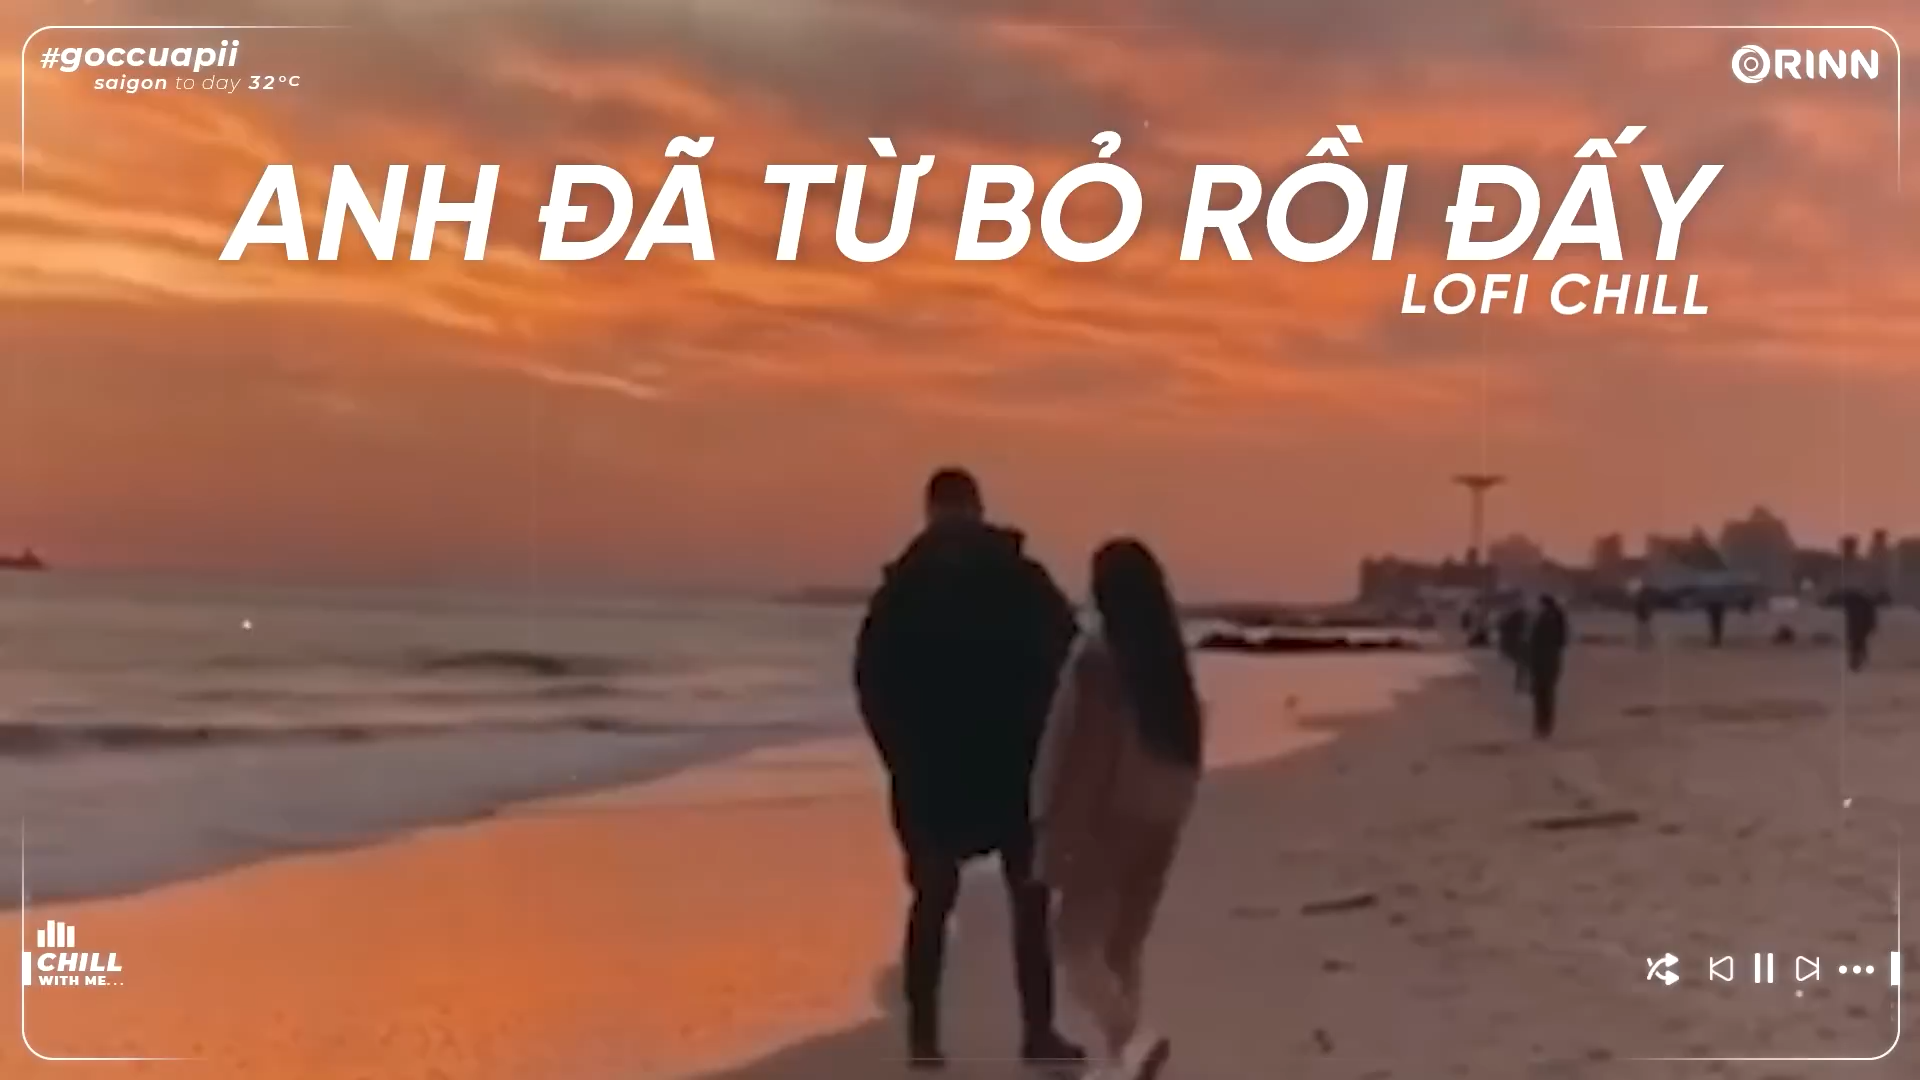 #goccuapii
saigon to day 32°C
ORINN
ANH ĐÃ TỪ BỎ RỒI ĐẤY
LOFI CHILL
CHILL
WITH ME...